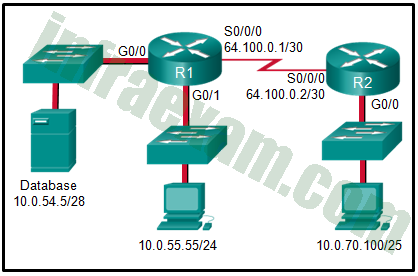 S0/0/0
64.100.0.1/30
G0/0
R1
S0/0/0
64.100.0.2/30
R2
G0/1
G0/0
Database
10.0.54.5/28
10.0.55.55/24
10.0.70.100/25
infraexam.com